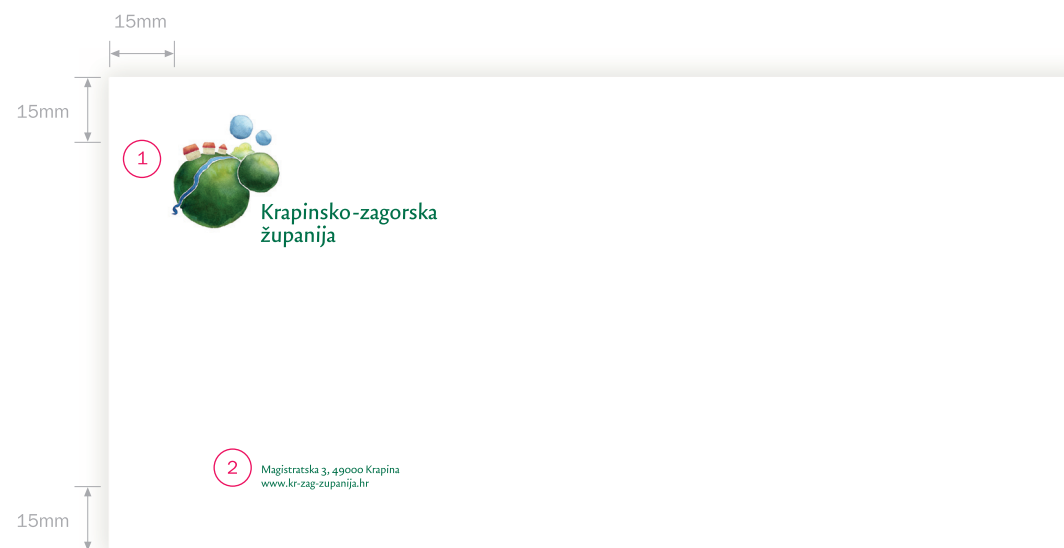 15mm
15mm
1
Krapinsko-zagorska
županija
2
Magistratska 3, 49000 Krapina
www.kr-zag-zupanija.hr
15mm